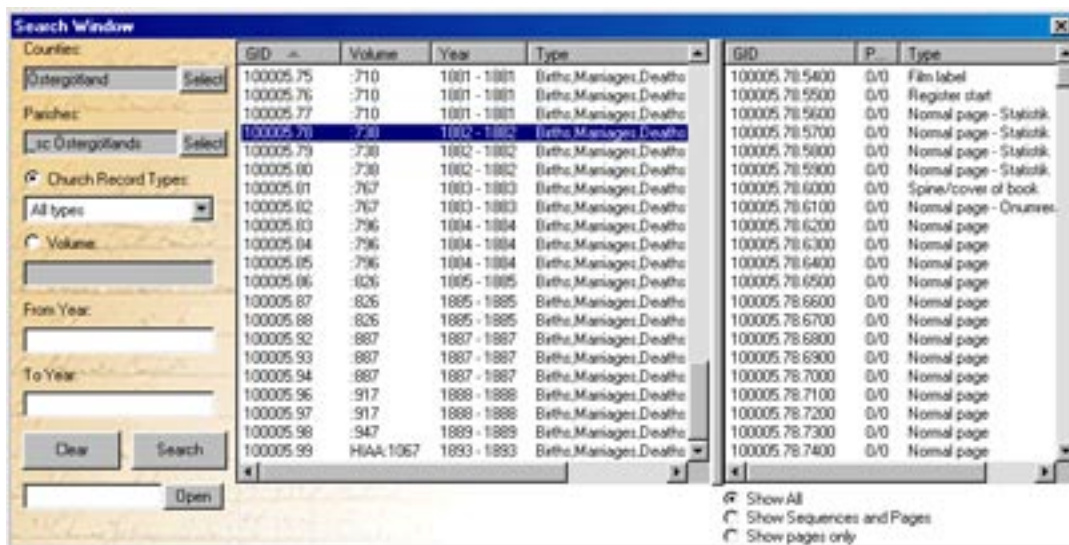 Search Window
Counties:
Östergötland Select
Parishes:
_sc Östergötlands Select
Church Record Types:
All types
Volume:
From Year:
To Year:
Clear Search
Open
GID Volume Year Type
100005.75 :710 1881 - 1881 Births,Marriages,Deaths
100005.76 :710 1881 - 1881 Births,Marriages,Deaths
100005.77 :710 1881 - 1881 Births,Marriages,Deaths
100005.78 :738 1882 - 1882 Births,Marriages,Deaths
100005.79 :738 1882 - 1882 Births,Marriages,Deaths
100005.80 :738 1882 - 1882 Births,Marriages,Deaths
100005.81 :767 1883 - 1883 Births,Marriages,Deaths
100005.82 :767 1883 - 1883 Births,Marriages,Deaths
100005.83 :796 1884 - 1884 Births,Marriages,Deaths
100005.84 :796 1884 - 1884 Births,Marriages,Deaths
100005.85 :796 1884 - 1884 Births,Marriages,Deaths
100005.86 :826 1885 - 1885 Births,Marriages,Deaths
100005.87 :826 1885 - 1885 Births,Marriages,Deaths
100005.88 :826 1885 - 1885 Births,Marriages,Deaths
100005.92 :887 1887 - 1887 Births,Marriages,Deaths
100005.93 :887 1887 - 1887 Births,Marriages,Deaths
100005.94 :887 1887 - 1887 Births,Marriages,Deaths
100005.96 :917 1888 - 1888 Births,Marriages,Deaths
100005.97 :917 1888 - 1888 Births,Marriages,Deaths
100005.98 :947 1889 - 1889 Births,Marriages,Deaths
100005.99 HIAA:1067 1893 - 1893 Births,Marriages,Deaths
GID P... Type
100005.78.5400 0/0 Film label
100005.78.5500 0/0 Register start
100005.78.5600 0/0 Normal page - Statistik
100005.78.5700 0/0 Normal page - Statistik
100005.78.5800 0/0 Normal page - Statistik
100005.78.5900 0/0 Normal page - Statistik
100005.78.6000 0/0 Spine/cover of book
100005.78.6100 0/0 Normal page - Onumrer
100005.78.6200 0/0 Normal page
100005.78.6300 0/0 Normal page
100005.78.6400 0/0 Normal page
100005.78.6500 0/0 Normal page
100005.78.6600 0/0 Normal page
100005.78.6700 0/0 Normal page
100005.78.6800 0/0 Normal page
100005.78.6900 0/0 Normal page
100005.78.7000 0/0 Normal page
100005.78.7100 0/0 Normal page
100005.78.7200 0/0 Normal page
100005.78.7300 0/0 Normal page
100005.78.7400 0/0 Normal page
Show All
Show Sequences and Pages
Show pages only